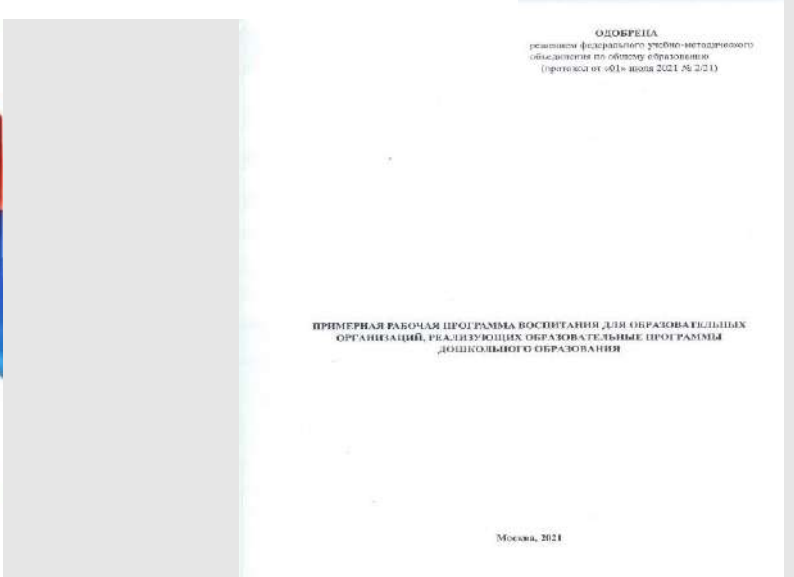 ОДОБРЕНА
решением федерального учебно-методического
объединения по общему образованию
(протокол от «01» июля 2021 № 2/21)
ПРИМЕРНАЯ РАБОЧАЯ ПРОГРАММА ВОСПИТАНИЯ ДЛЯ ОБРАЗОВАТЕЛЬНЫХ
ОРГАНИЗАЦИЙ, РЕАЛИЗУЮЩИХ ОБРАЗОВАТЕЛЬНЫЕ ПРОГРАММЫ
ДОШКОЛЬНОГО ОБРАЗОВАНИЯ
Москва, 2021